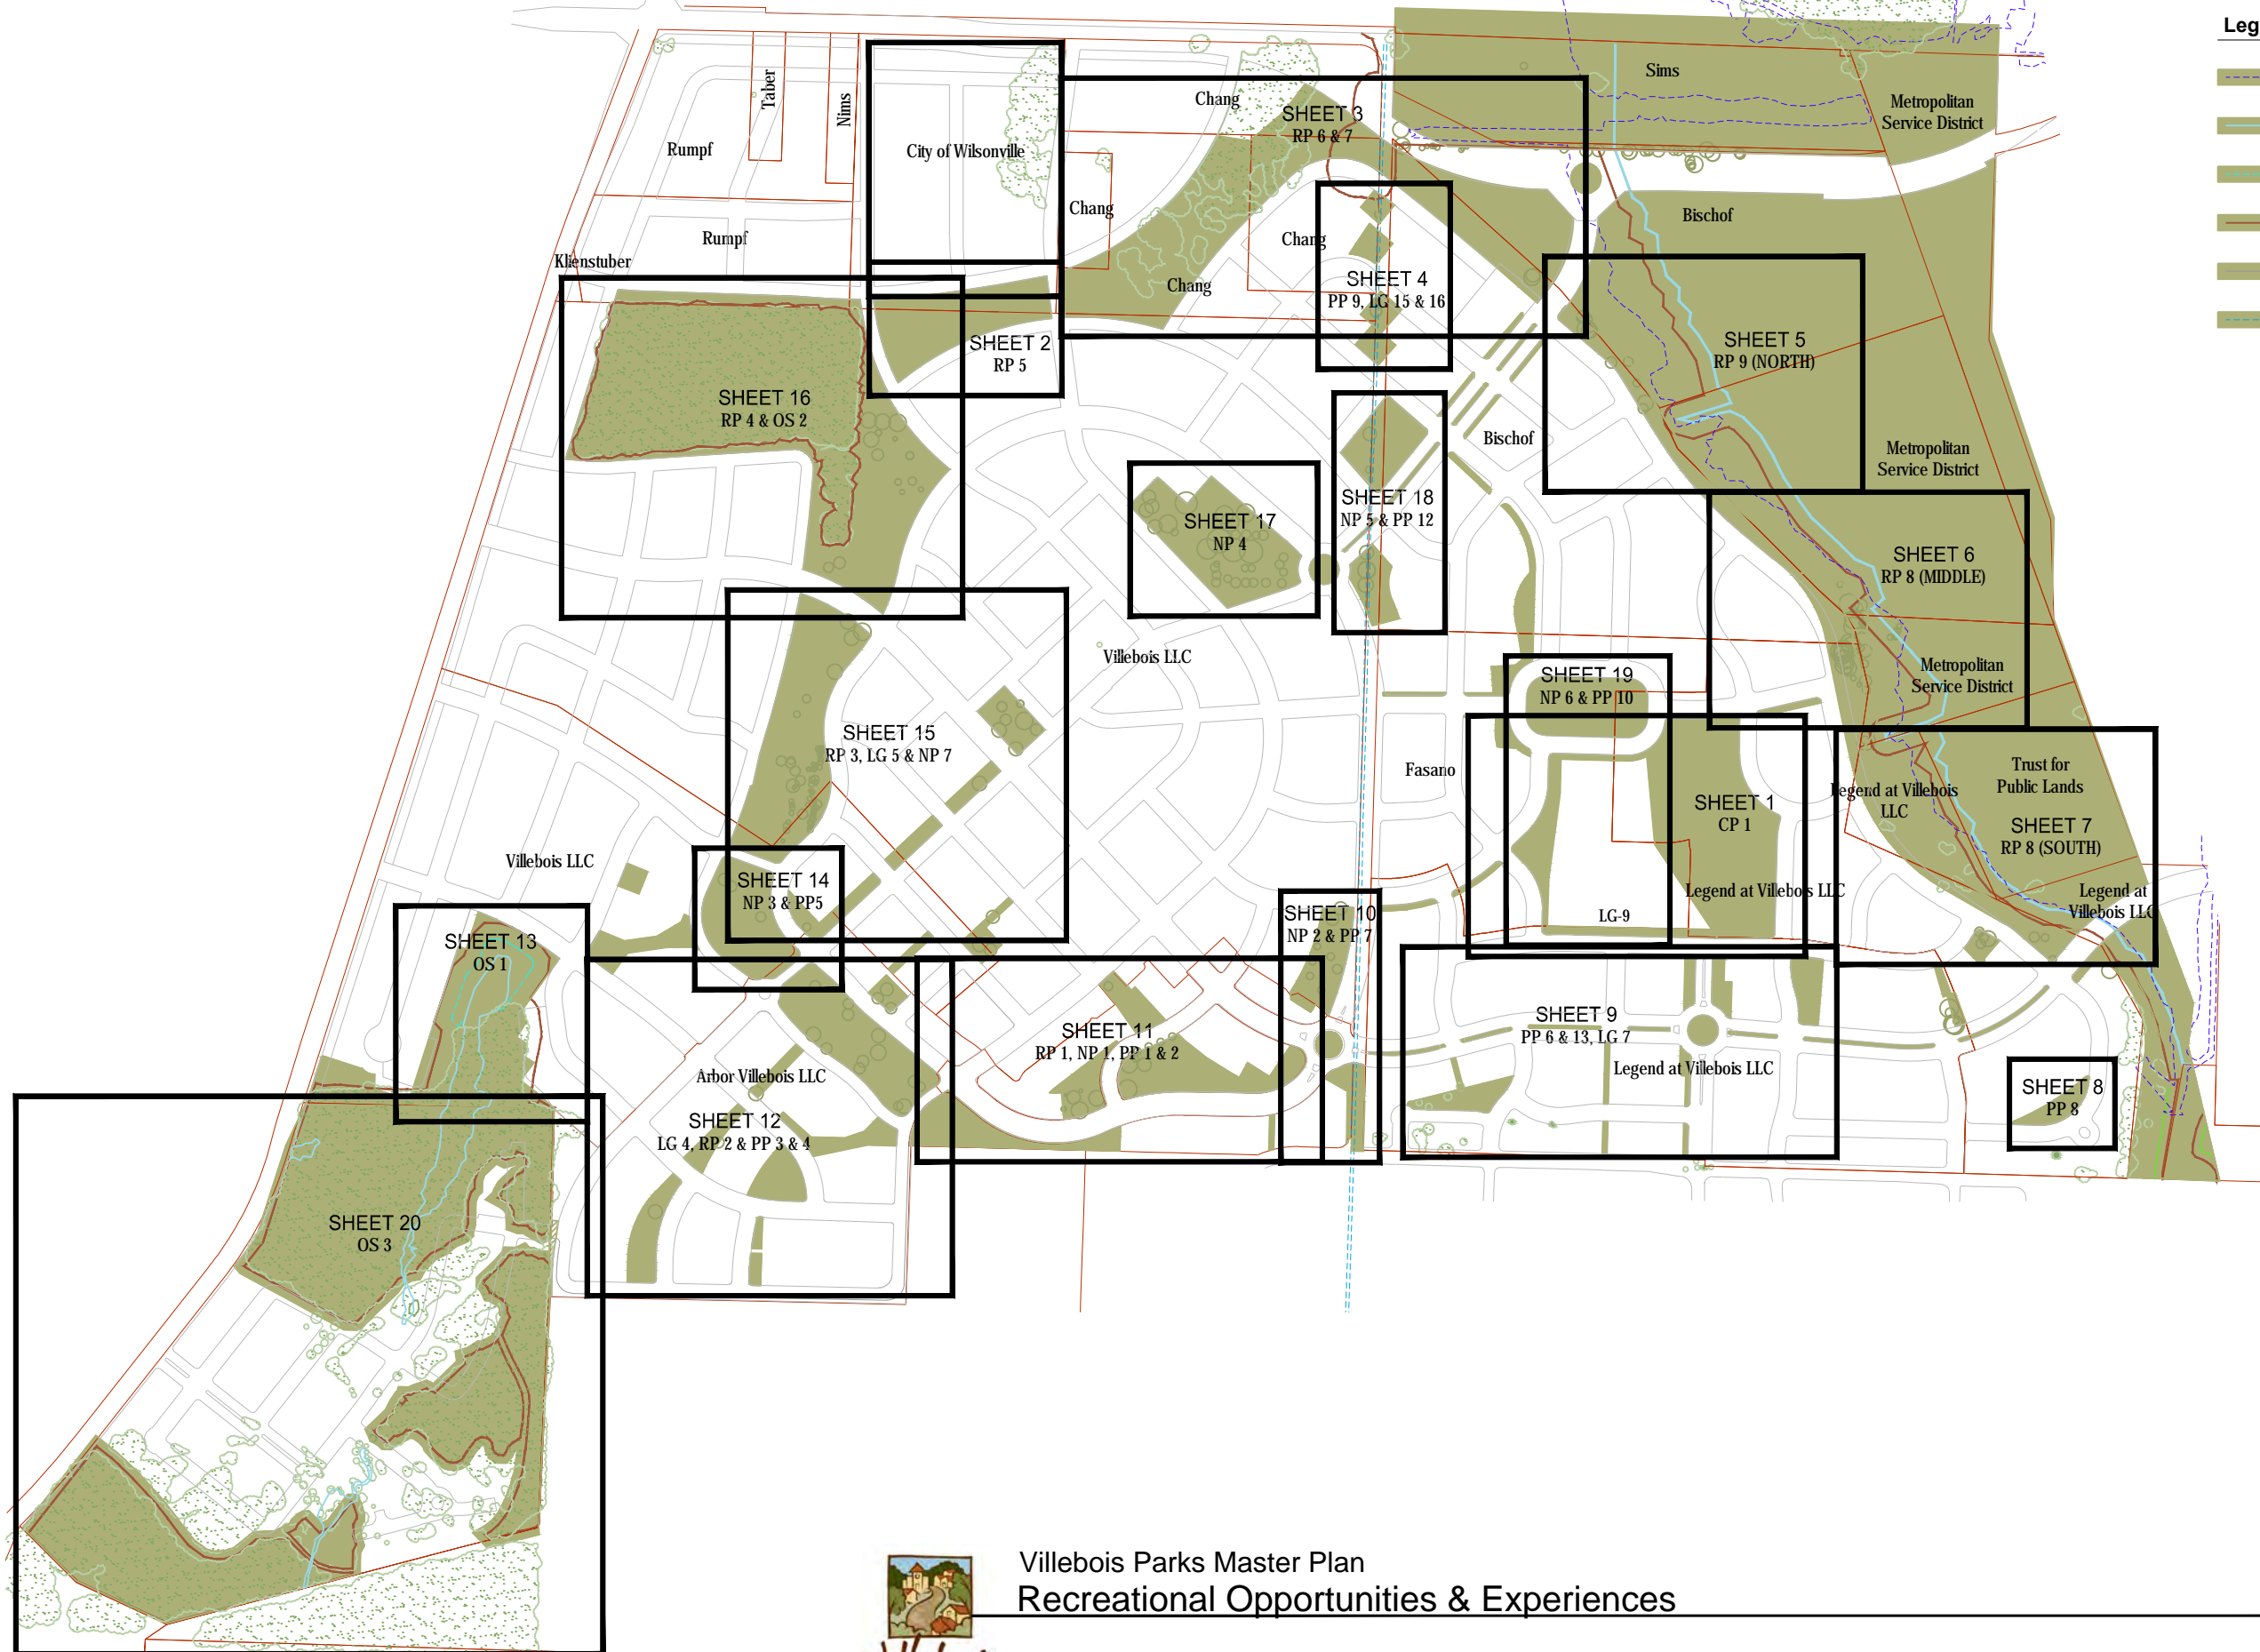 Leg
Sims
Metropolitan
Service District
Taber
Nims
Chang
SHEET 3
RP 6 & 7
Rumpf
City of Wilsonville
Chang
Bischof
Rumpf
Chang
Klienstuber
Chang
SHEET 4
PP 9, LG 15 & 16
SHEET 2
RP 5
SHEET 5
RP 9 (NORTH)
SHEET 16
RP 4 & OS 2
Bischof
Metropolitan
Service District
SHEET 17
NP 4
SHEET 18
NP 5 & PP 12
SHEET 6
RP 8 (MIDDLE)
Villebois LLC
Metropolitan
Service District
SHEET 19
NP 6 & PP 10
SHEET 15
RP 3, LG 5 & NP 7
Fasano
Trust for
Public Lands
Legend at Villebois
LLC
SHEET 1
CP 1
SHEET 7
RP 8 (SOUTH)
Villebois LLC
SHEET 14
NP 3 & PP5
Legend at Villebois LLC
Legend at
Villebois LLC
LG-9
SHEET 10
NP 2 & PP 7
SHEET 13
OS 1
SHEET 9
PP 6 & 13, LG 7
Legend at Villebois LLC
SHEET 11
RP 1, NP 1, PP 1 & 2
Arbor Villebois LLC
SHEET 8
PP 8
SHEET 12
LG 4, RP 2 & PP 3 & 4
SHEET 20
OS 3
Villebois Parks Master Plan
Recreational Opportunities & Experiences